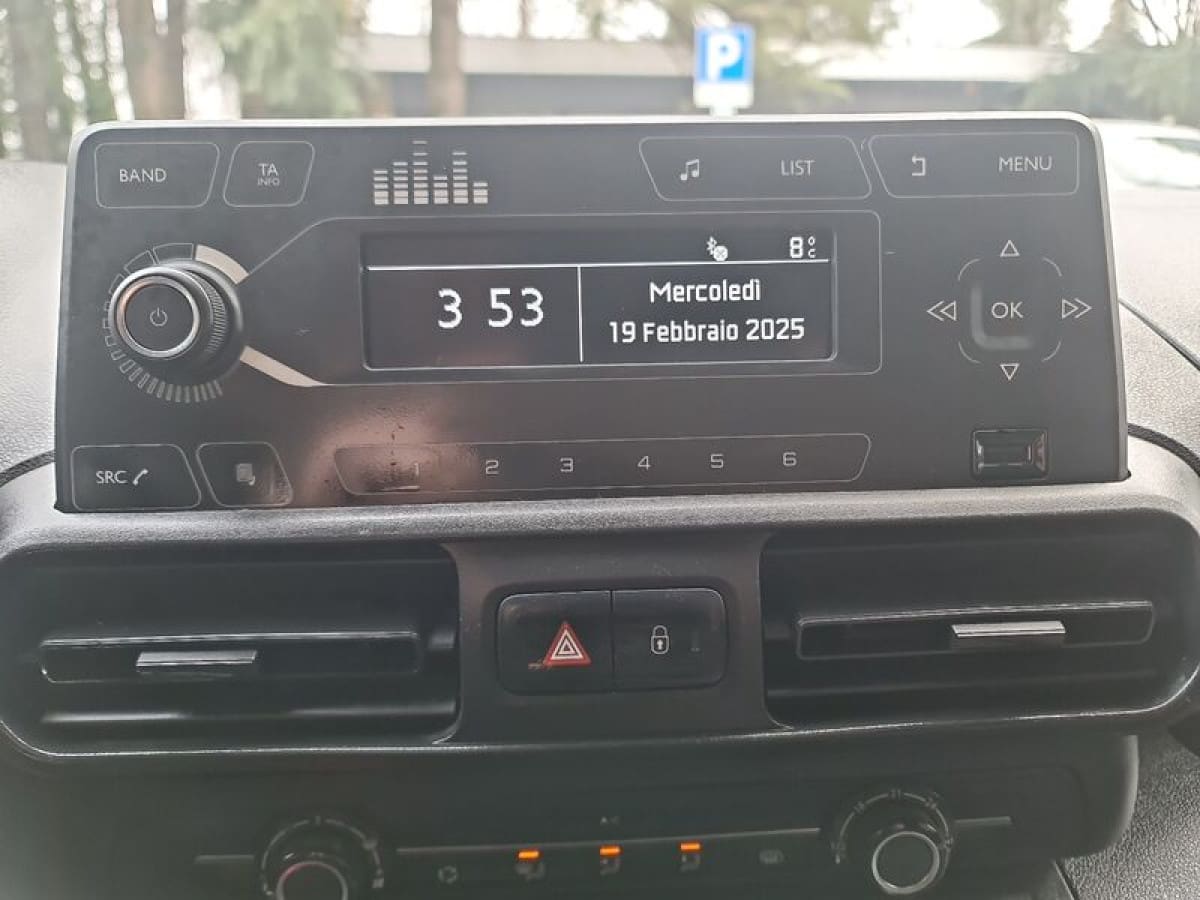 P
BAND
TA
INFO
LIST
MENU
8°C
3 53
Mercoledì
19 Febbraio 2025
OK
SRC
1 2 3 4 5 6